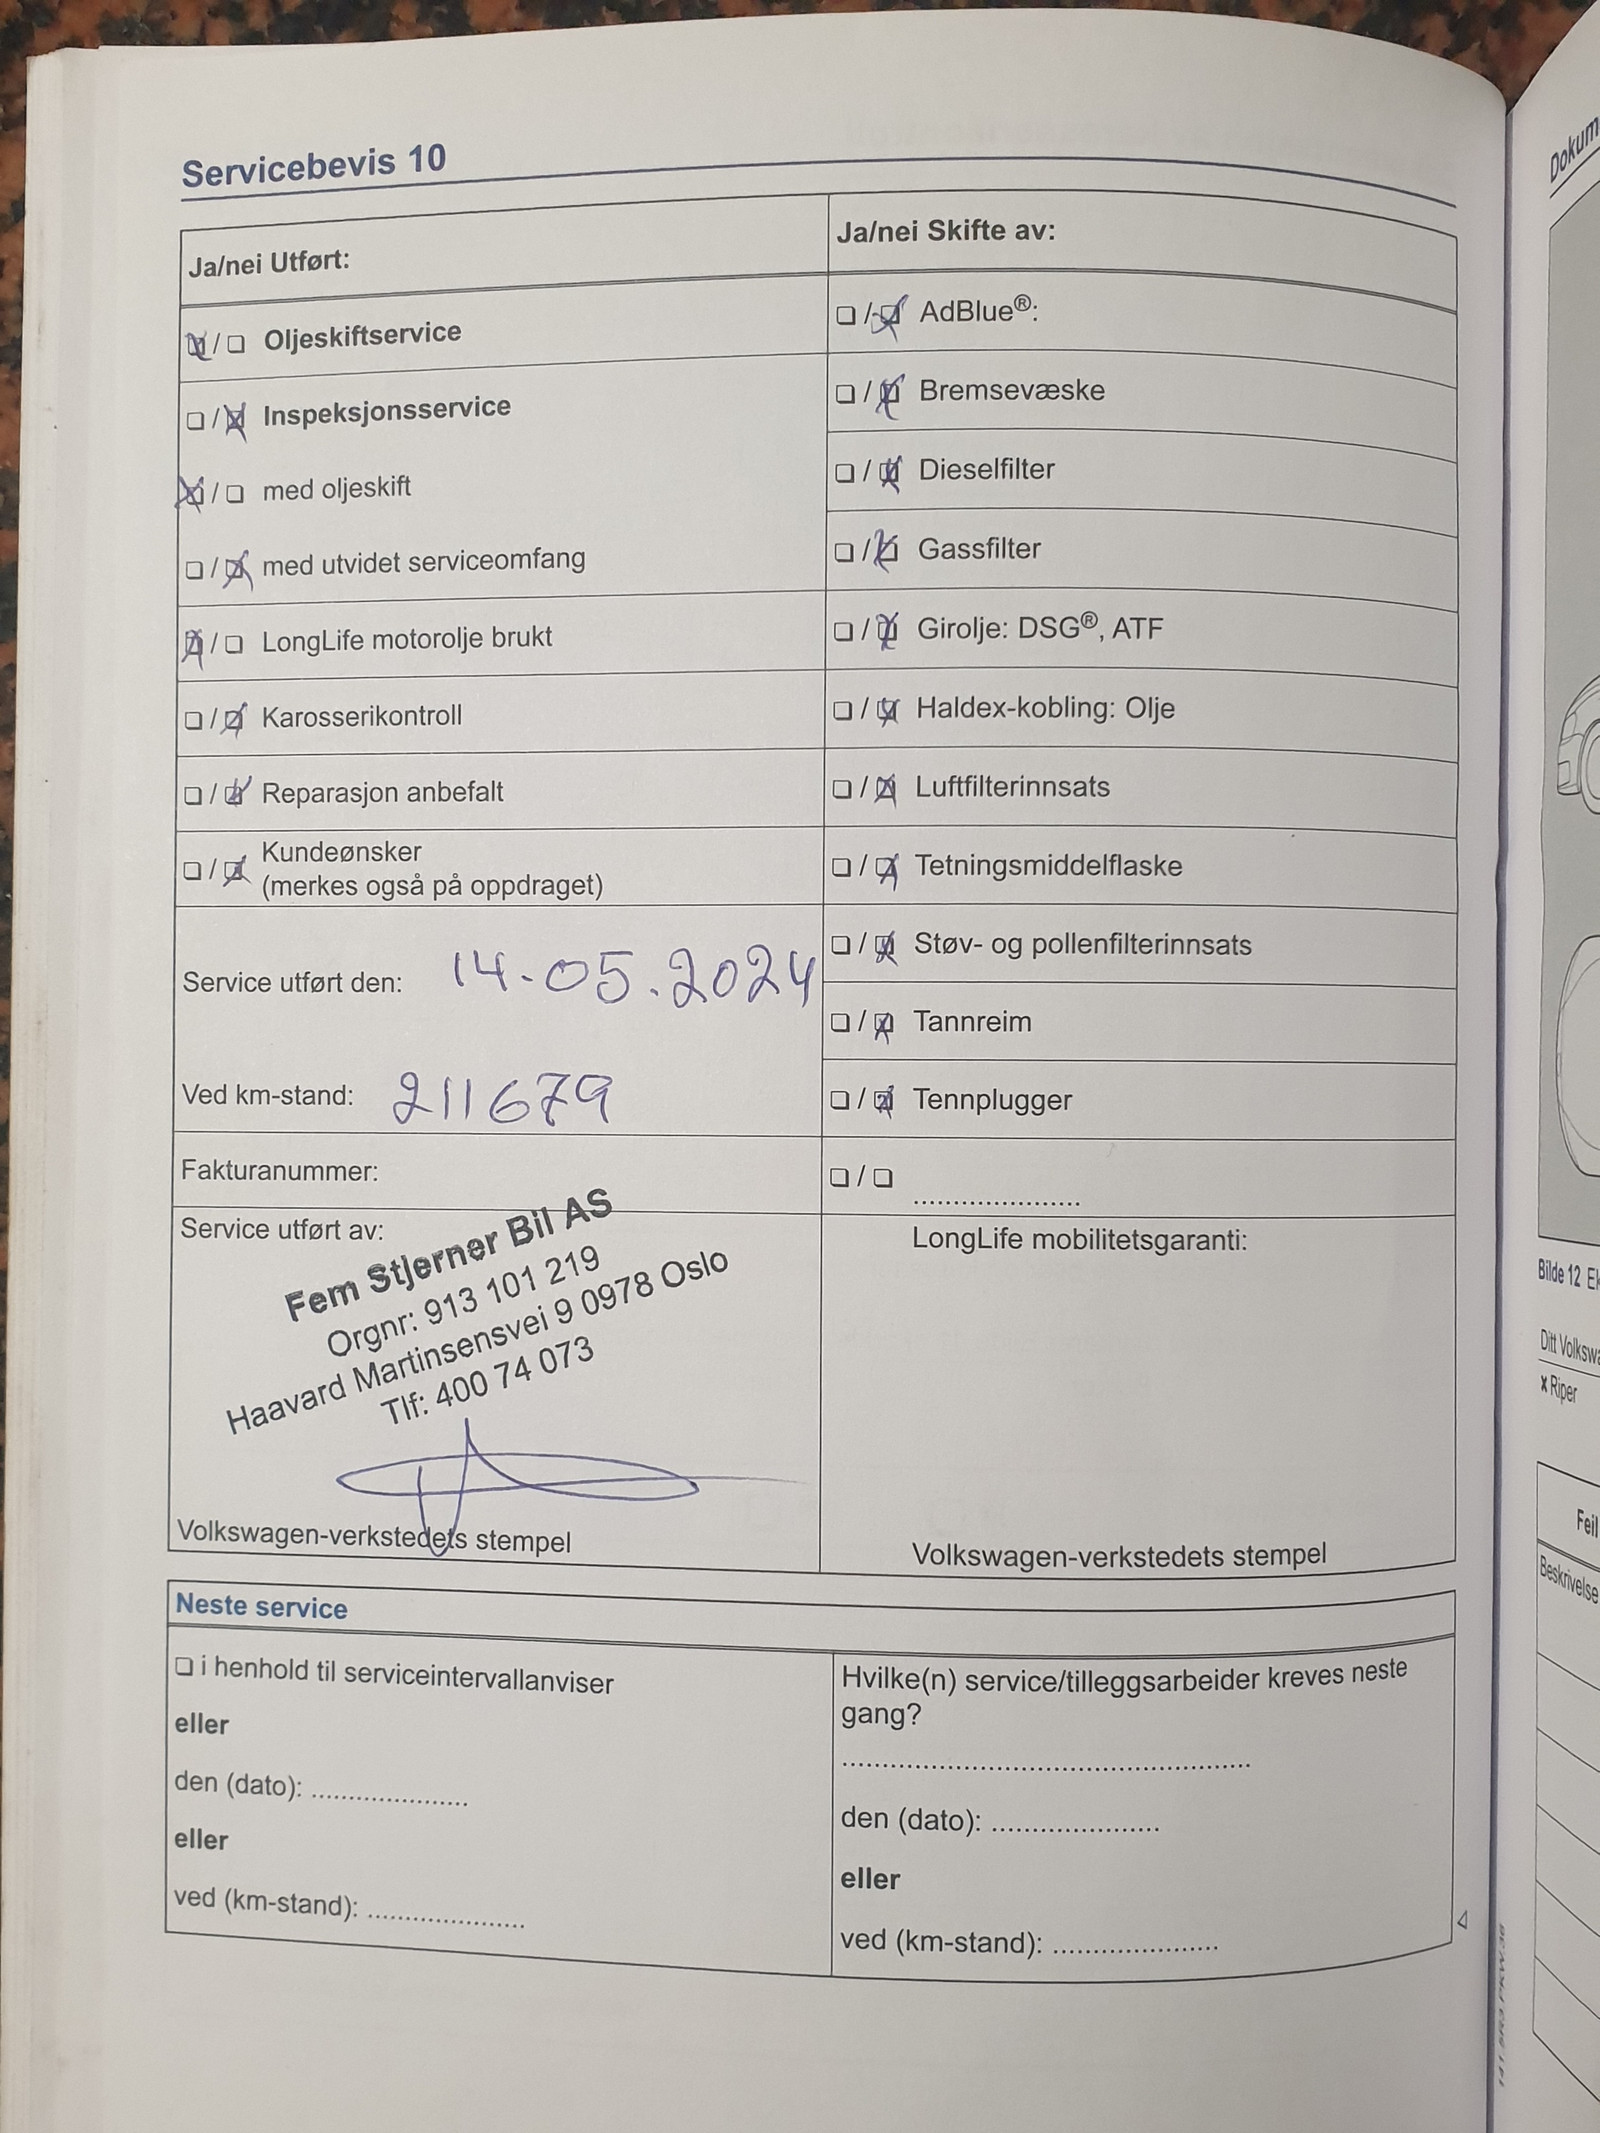 Servicebevis 10
Ja/nei Utført:
☒/☐ Oljeskiftservice
☐/☒ Inspeksjonsservice
☒/☐ med oljeskift
☐/☒ med utvidet serviceomfang
☒/☐ LongLife motorolje brukt
☐/☒ Karosserikontroll
☐/☒ Reparasjon anbefalt
☐/☒ Kundeønsker
(merkes også på oppdraget)
Service utført den: 14.05.2024
Ved km-stand: 211679
Fakturanummer:
Service utført av:
Fem Stjerner Bil AS
Orgnr: 913 101 219
Haavard Martinsensvei 9 0978 Oslo
Tlf: 400 74 073
Volkswagen-verkstedets stempel
Ja/nei Skifte av:
☐/☒ AdBlue®:
☐/☒ Bremsevæske
☐/☒ Dieselfilter
☐/☒ Gassfilter
☐/☒ Girolje: DSG®, ATF
☐/☒ Haldex-kobling: Olje
☐/☒ Luftfilterinnsats
☐/☒ Tetningsmiddelflaske
☐/☒ Støv- og pollenfilterinnsats
☐/☒ Tannreim
☐/☒ Tennplugger
☐/☐ .....................
LongLife mobilitetsgaranti:
Volkswagen-verkstedets stempel
Neste service
☐ i henhold til serviceintervallanviser
eller
den (dato): ....................
eller
ved (km-stand): ....................
Hvilke(n) service/tilleggsarbeider kreves neste
gang?
....................................................
den (dato): .....................
eller
ved (km-stand): .....................
Bilde 12
Ditt
x Riper
Feil
Beskrivelse